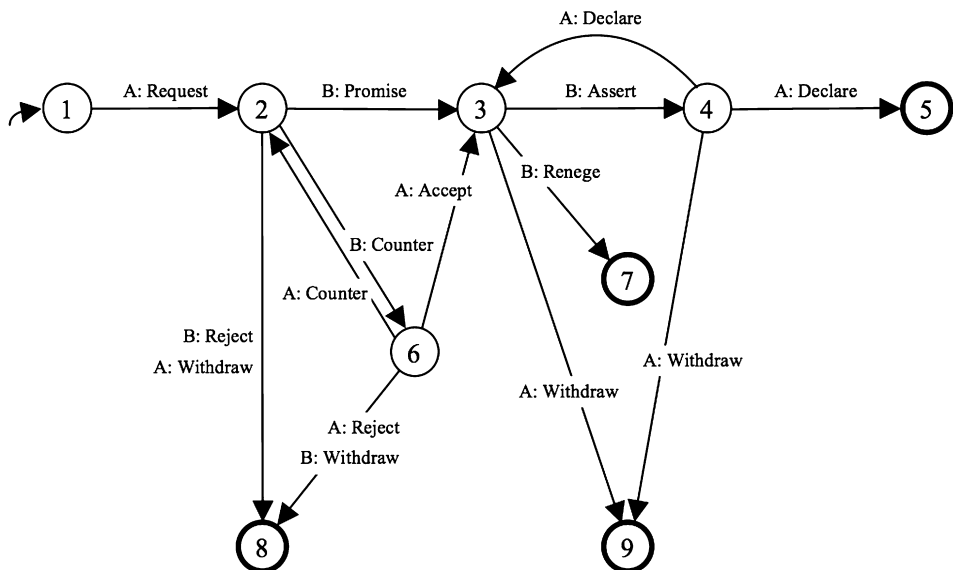 A: Declare
1
A: Request
2
B: Promise
3
B: Assert
4
A: Declare
5
A: Accept
B: Renege
B: Counter
A: Counter
7
B: Reject
A: Withdraw
6
A: Withdraw
A: Withdraw
A: Reject
B: Withdraw
8
9